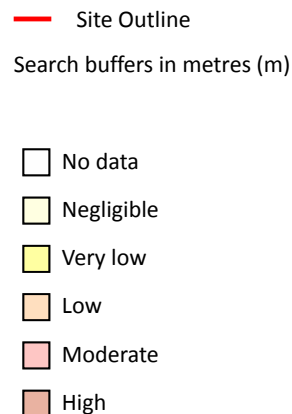 Site Outline
Search buffers in metres (m)
No data
Negligible
Very low
Low
Moderate
High